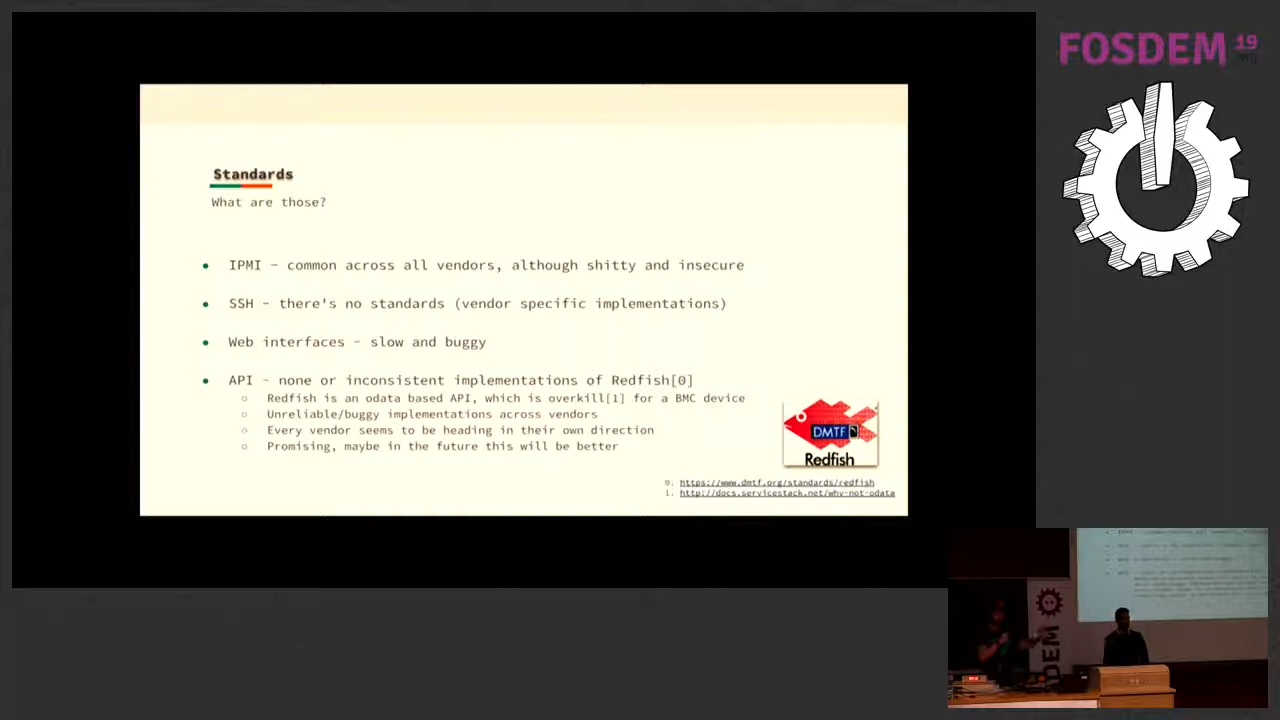 FOSDEM 19
Standards
What are those?
IPMI - common across all vendors, although shitty and insecure
SSH - there's no standards (vendor specific implementations)
Web interfaces - slow and buggy
API - none or inconsistent implementations of Redfish[0]
Redfish is an odata based API, which is overkill[1] for a BMC device
Unreliable/buggy implementations across vendors
Every vendor seems to be heading in their own direction
Promising, maybe in the future this will be better
DMTF
Redfish
0. https://www.dmtf.org/standards/redfish
1. http://docs.servicestack.net/why-not-odata